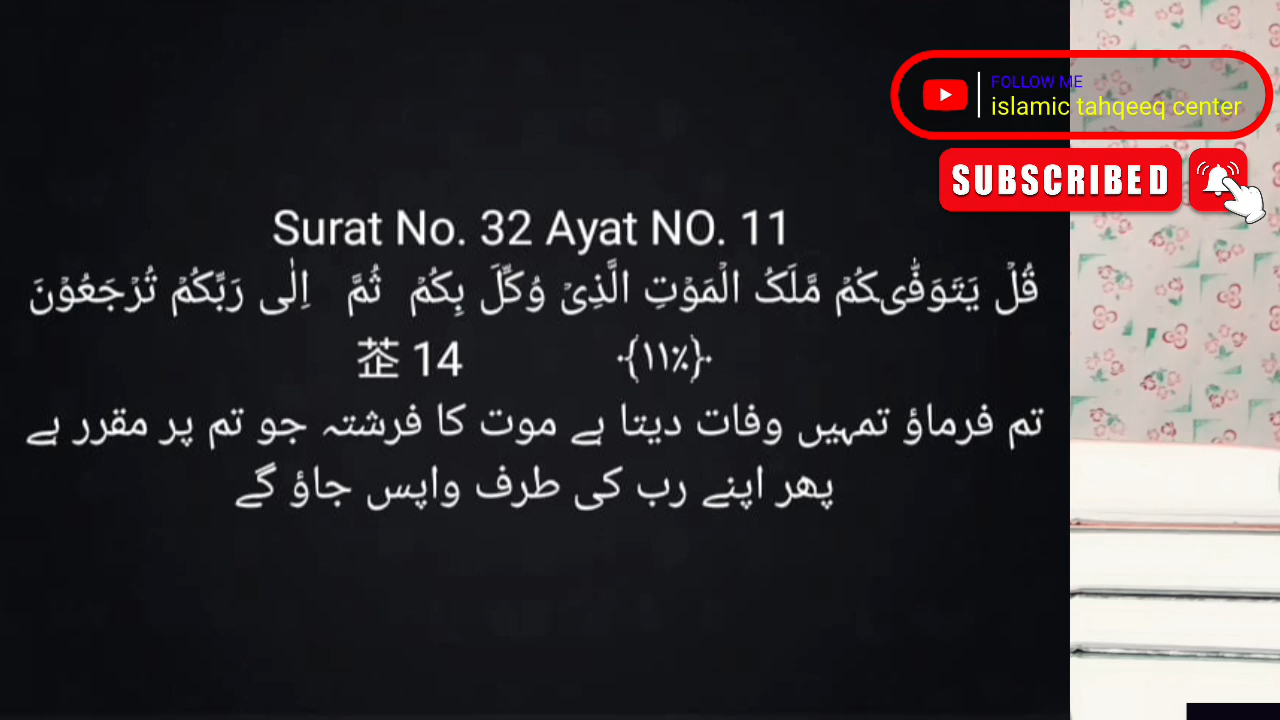 FOLLOW ME
islamic tahqeeq center
SUBSCRIBED
Surat No. 32 Ayat NO. 11
قُلۡ یَتَوَفّٰىکُمۡ مَّلَکُ الۡمَوۡتِ الَّذِیۡ وُکِّلَ بِکُمۡ ثُمَّ اِلٰی رَبِّکُمۡ تُرۡجَعُوۡنَ
﴿٪۱۱﴾ 14
تم فرماؤ تمہیں وفات دیتا ہے موت کا فرشتہ جو تم پر مقرر ہے
پھر اپنے رب کی طرف واپس جاؤ گے